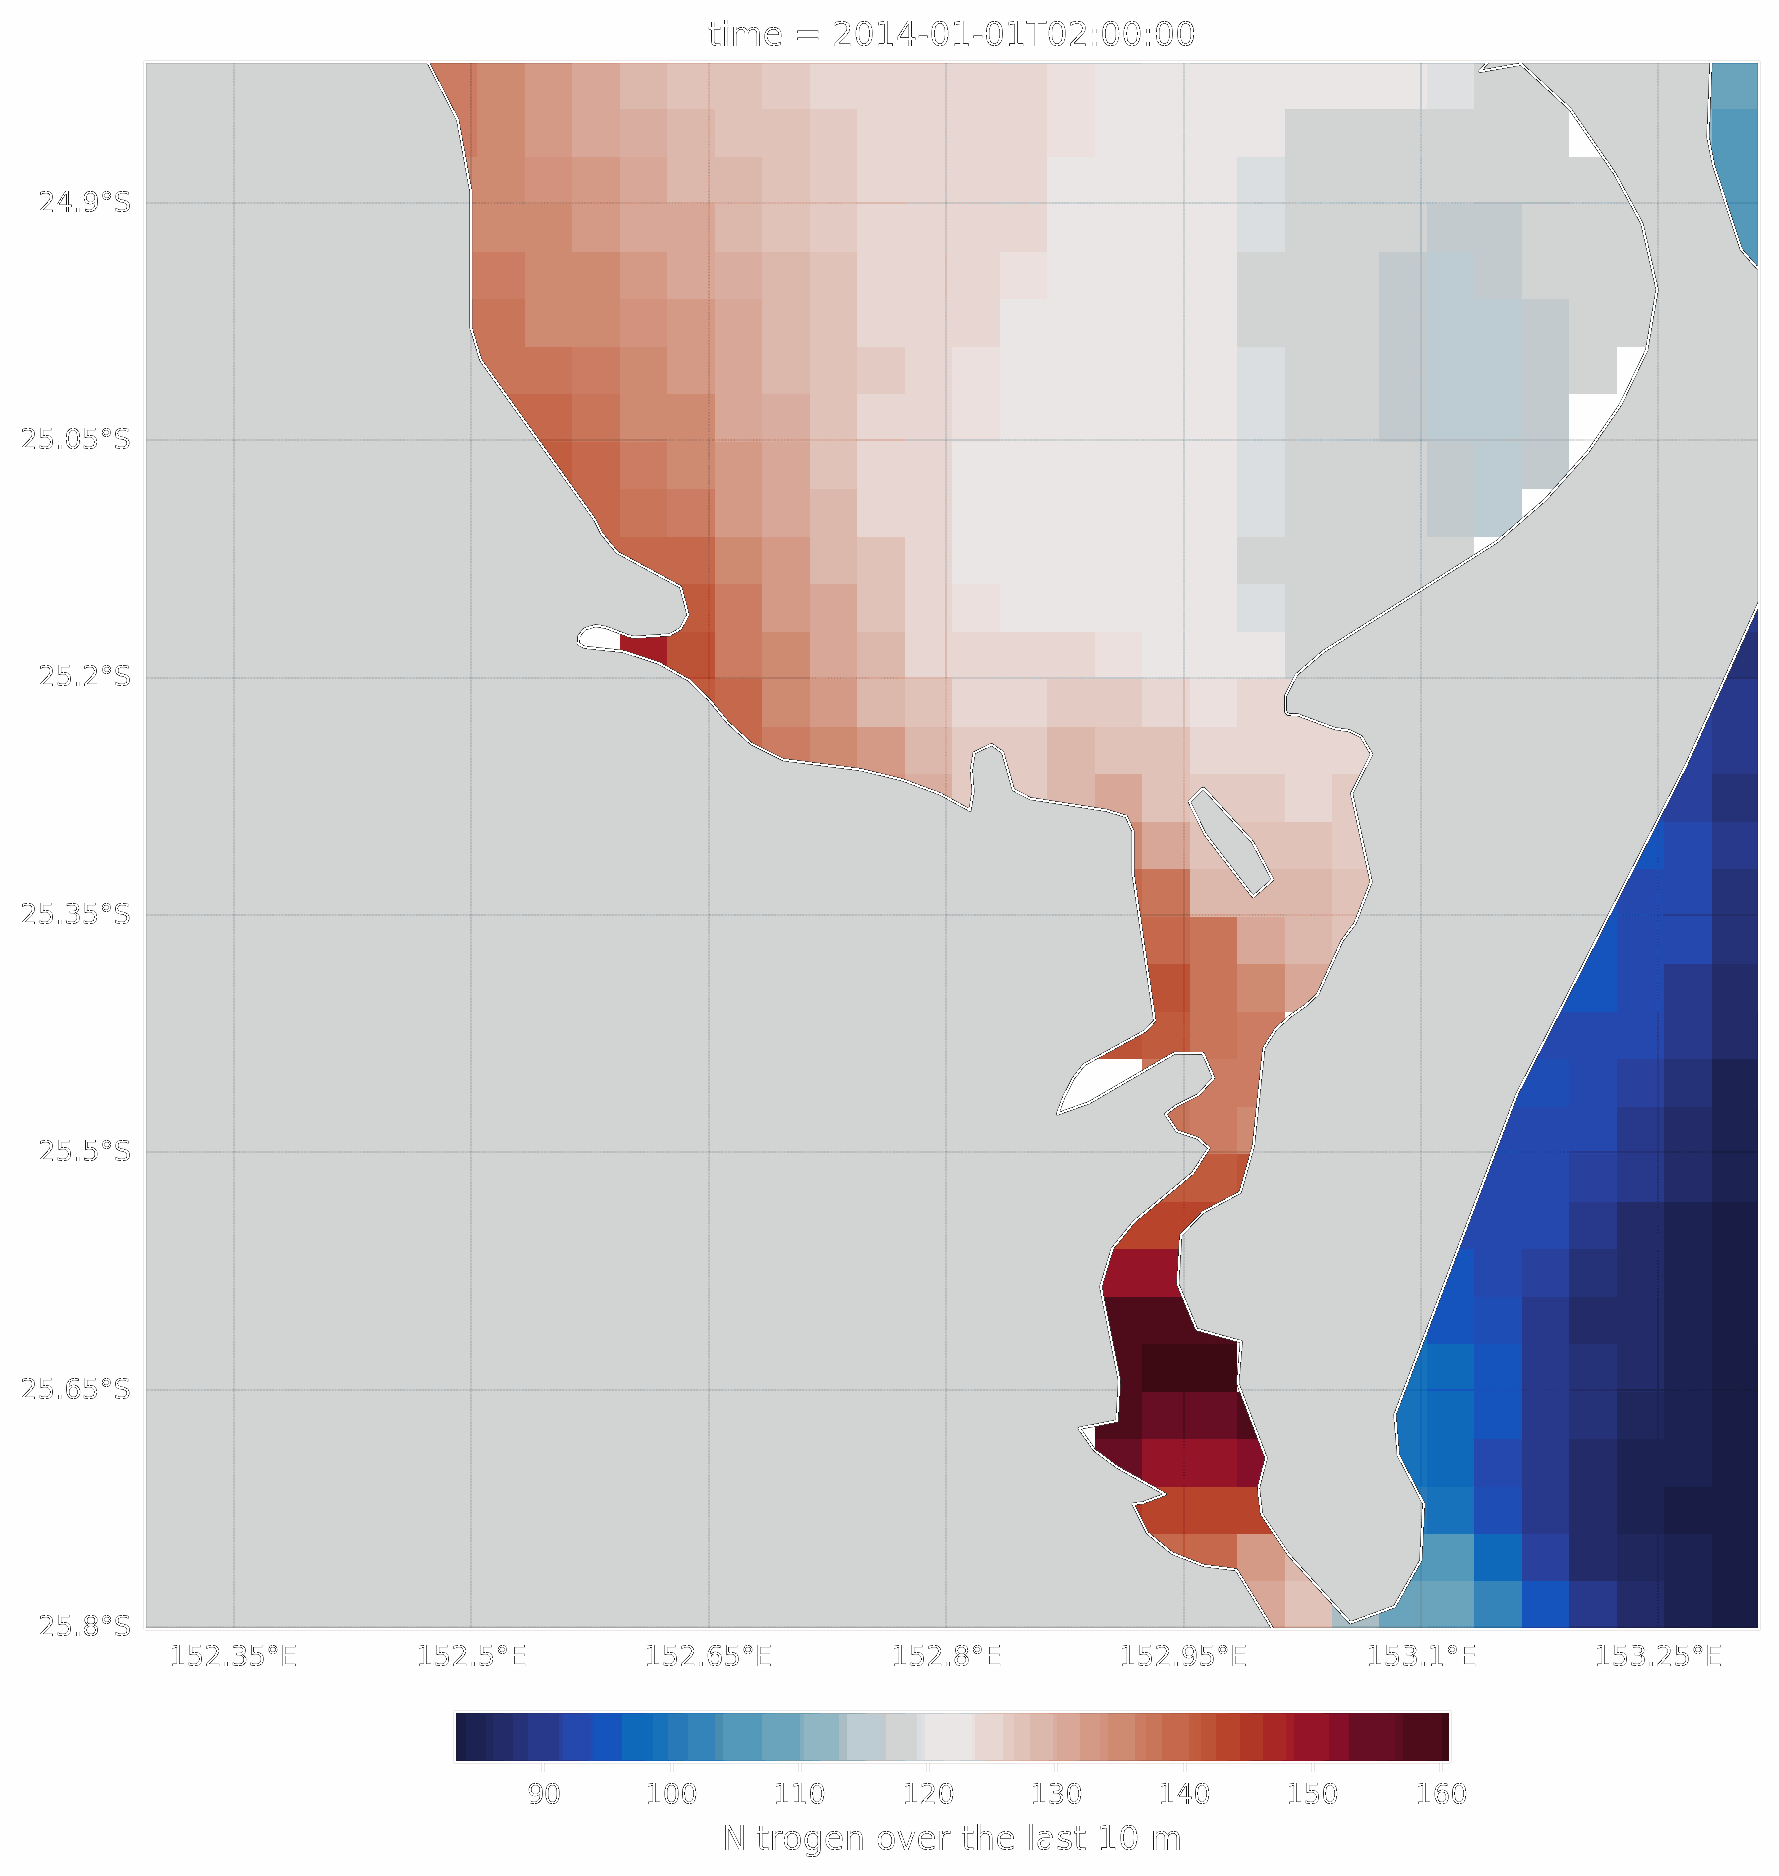 time = 2014-01-01T02:00:00
24.9°S
25.05°S
25.2°S
25.35°S
25.5°S
25.65°S
25.8°S
152.35°E 152.5°E 152.65°E 152.8°E 152.95°E 153.1°E 153.25°E
90 100 110 120 130 140 150 160
N trogen over the last 10 m